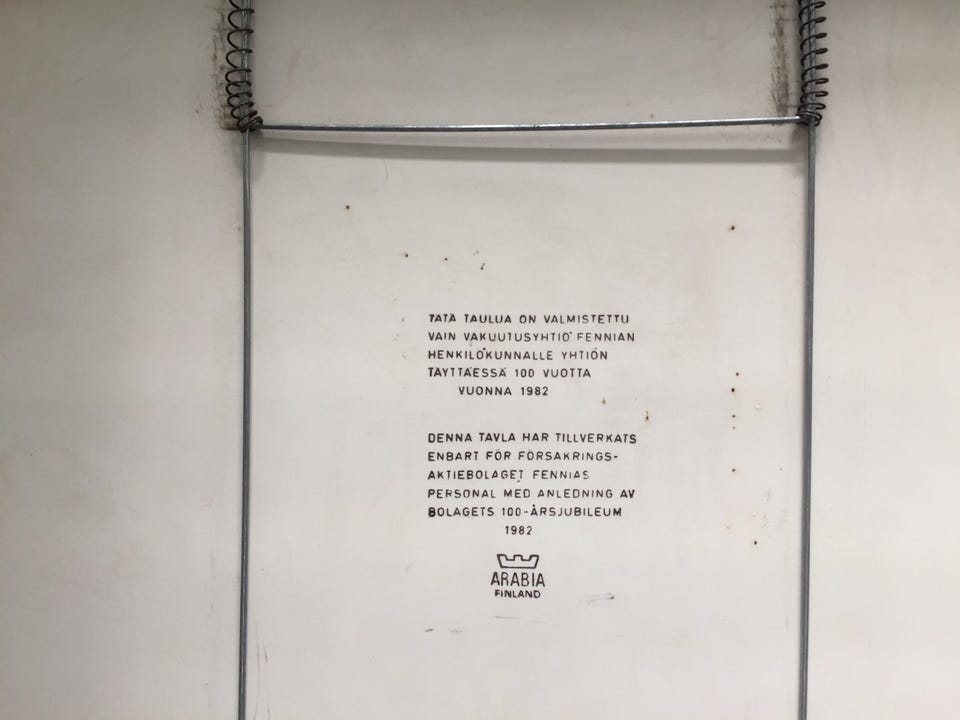 TÄTÄ TAULUA ON VALMISTETTU
VAIN VAKUUTUSYHTIÖ FENNIAN
HENKILÖKUNNALLE YHTIÖN
TÄYTTÄESSÄ 100 VUOTTA
VUONNA 1982
DENNA TAVLA HAR TILLVERKATS
ENBART FÖR FÖRSÄKRINGS-
AKTIEBOLAGET FENNIAS
PERSONAL MED ANLEDNING AV
BOLAGETS 100-ÅRSJUBILEUM
1982
ARABIA
FINLAND